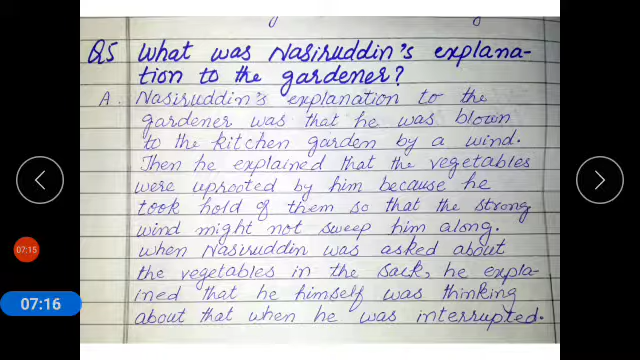 Q5 What was Nasiruddin's explana-
tion to the gardener?
A. Nasiruddin's explanation to the
gardener was that he was blown
to the kitchen garden by a wind.
Then he explained that the vegetables
were uprooted by him because he
took hold of them so that the strong
wind might not sweep him along.
When Nasiruddin was asked about
the vegetables in the sack, he expla-
ined that he himself was thinking
about that when he was interrupted.
07:15
07:16